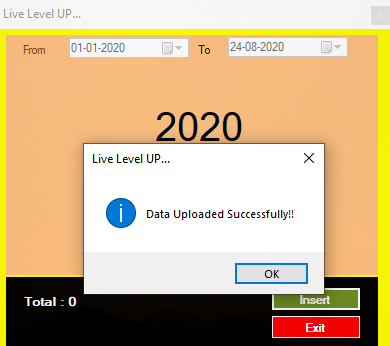 Live Level UP...
From 01-01-2020 To 24-08-2020
2020
Live Level UP...
Data Uploaded Successfully!!
OK
Total : 0
Insert
Exit